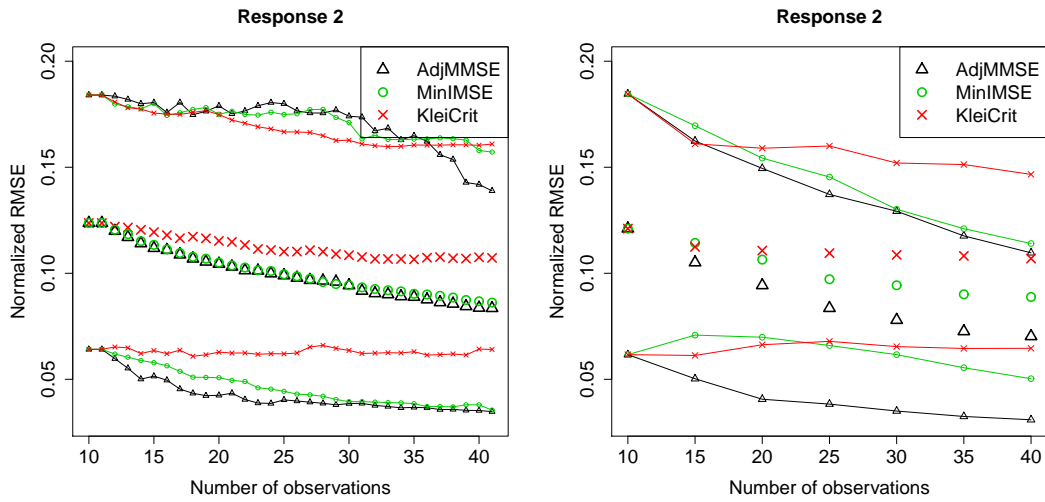 Response 2
Normalized RMSE
0.20
0.15
0.10
0.05
AdjMMSE
MinIMSE
KleiCrit
10 15 20 25 30 35 40
Number of observations
Response 2
Normalized RMSE
0.20
0.15
0.10
0.05
AdjMMSE
MinIMSE
KleiCrit
10 15 20 25 30 35 40
Number of observations